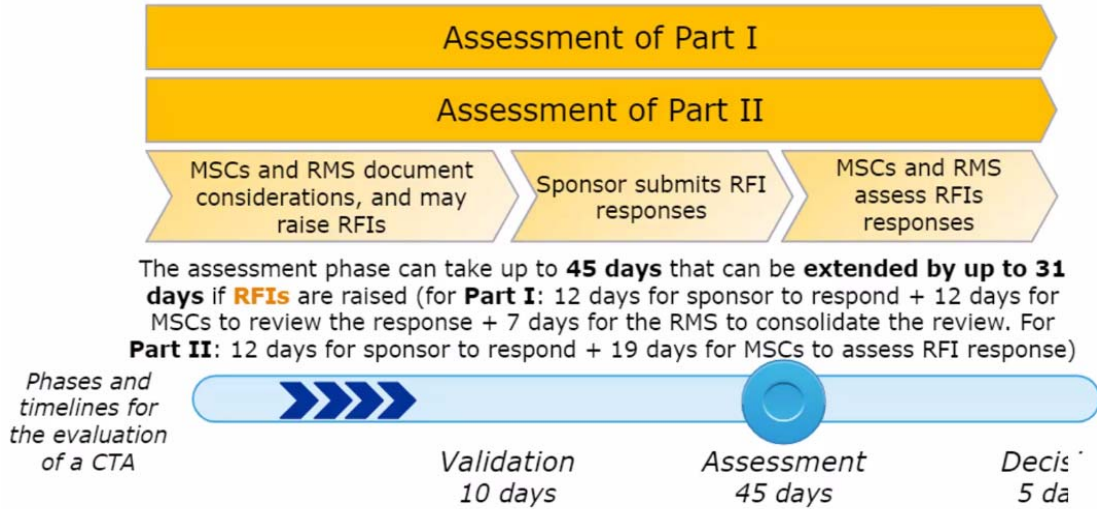 Assessment of Part I
Assessment of Part II
MSCs and RMS document
considerations, and may
raise RFIs
Sponsor submits RFI
responses
MSCs and RMS
assess RFIs
responses
The assessment phase can take up to 45 days that can be extended by up to 31
days if RFIs are raised (for Part I: 12 days for sponsor to respond + 12 days for
MSCs to review the response + 7 days for the RMS to consolidate the review. For
Part II: 12 days for sponsor to respond + 19 days for MSCs to assess RFI response)
Phases and
timelines for
the evaluation
of a CTA
Validation
10 days
Assessment
45 days
5